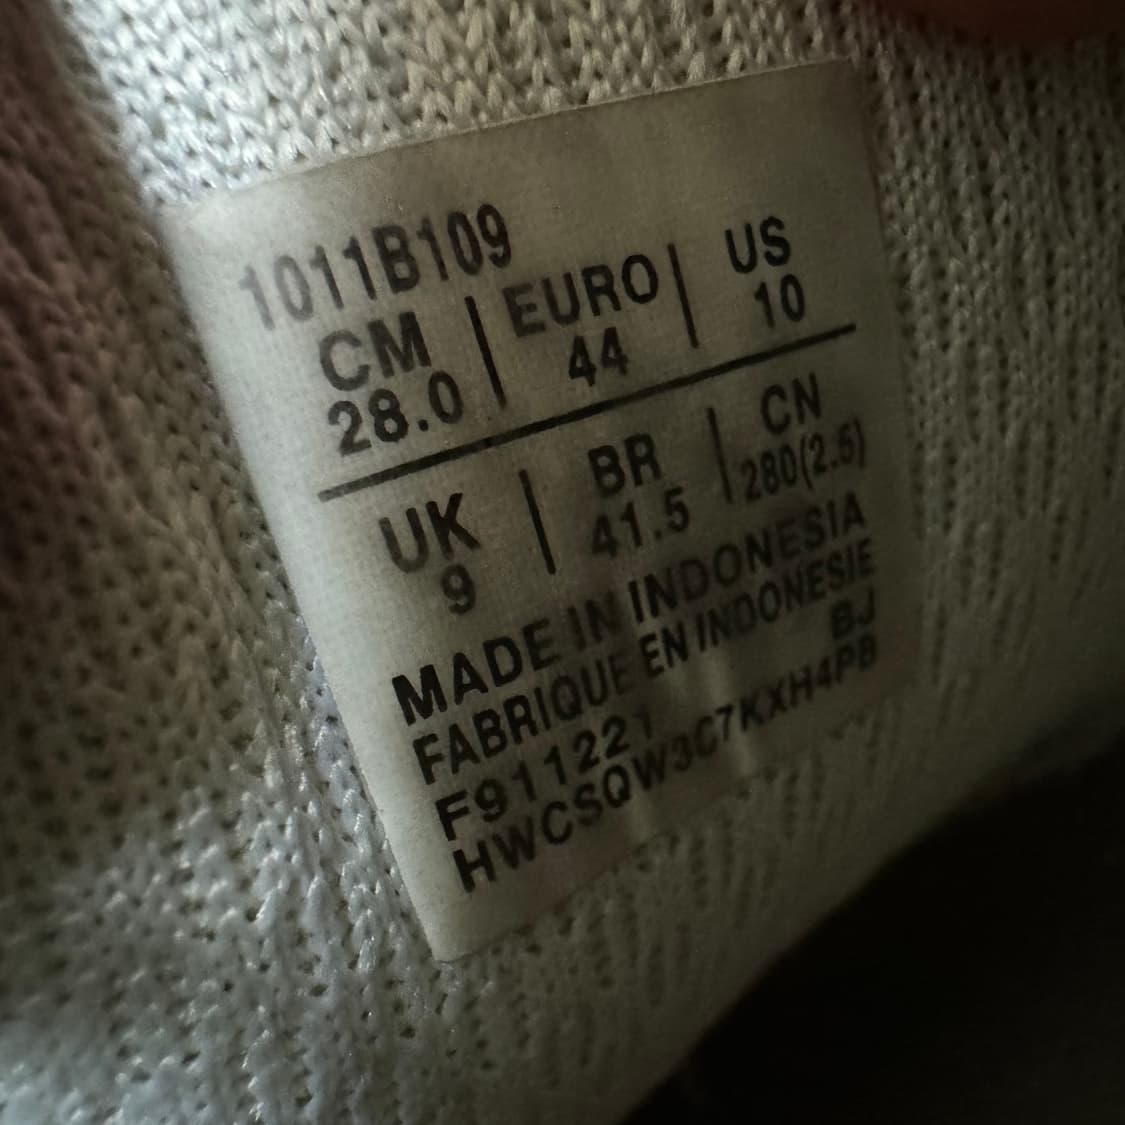 1011B109
CM | EURO | US
28.0 | 44 | 10
UK | BR | CN
9 | 41.5 | 280(2.5)
MADE IN INDONESIA
FABRIQUE EN INDONESIE
F911221 BJ
HWCSQW3C7KXH4PB